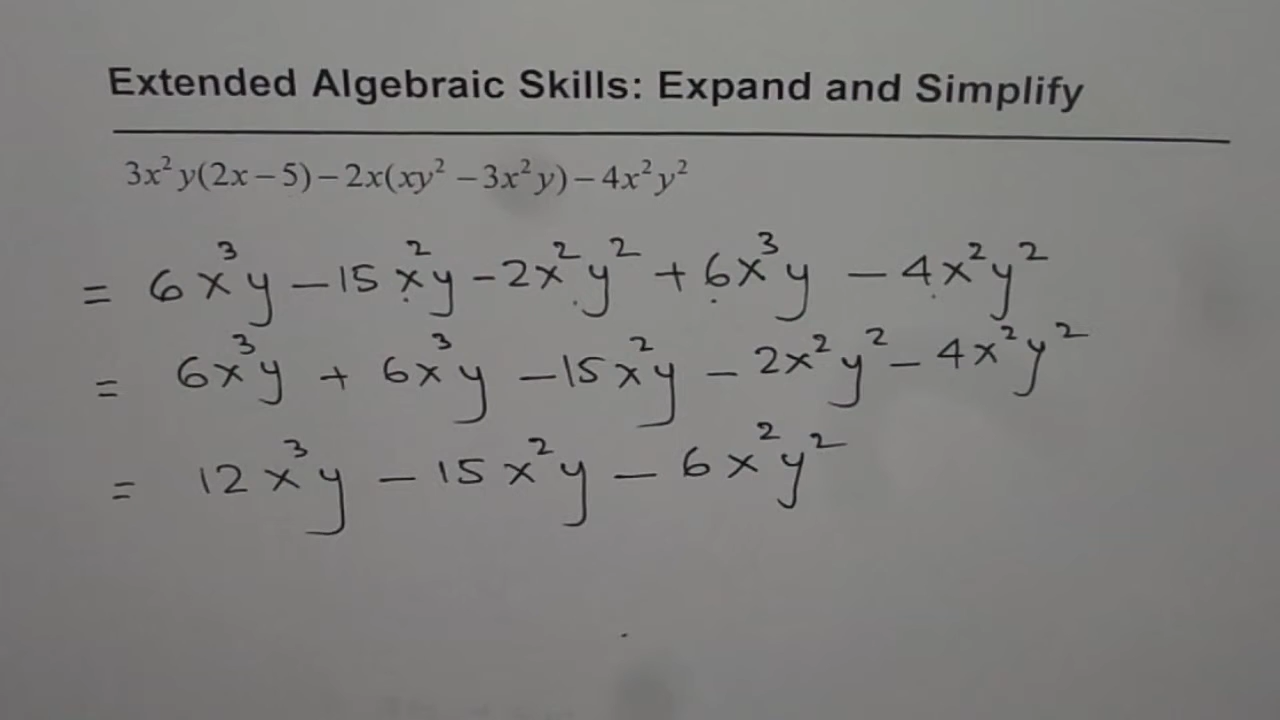 Extended Algebraic Skills: Expand and Simplify
3x²y(2x−5)−2x(xy²−3x²y)−4x²y²
= 6x³y − 15x²y − 2x²y² + 6x³y − 4x²y²
= 6x³y + 6x³y − 15x²y − 2x²y² − 4x²y²
= 12x³y − 15x²y − 6x²y²